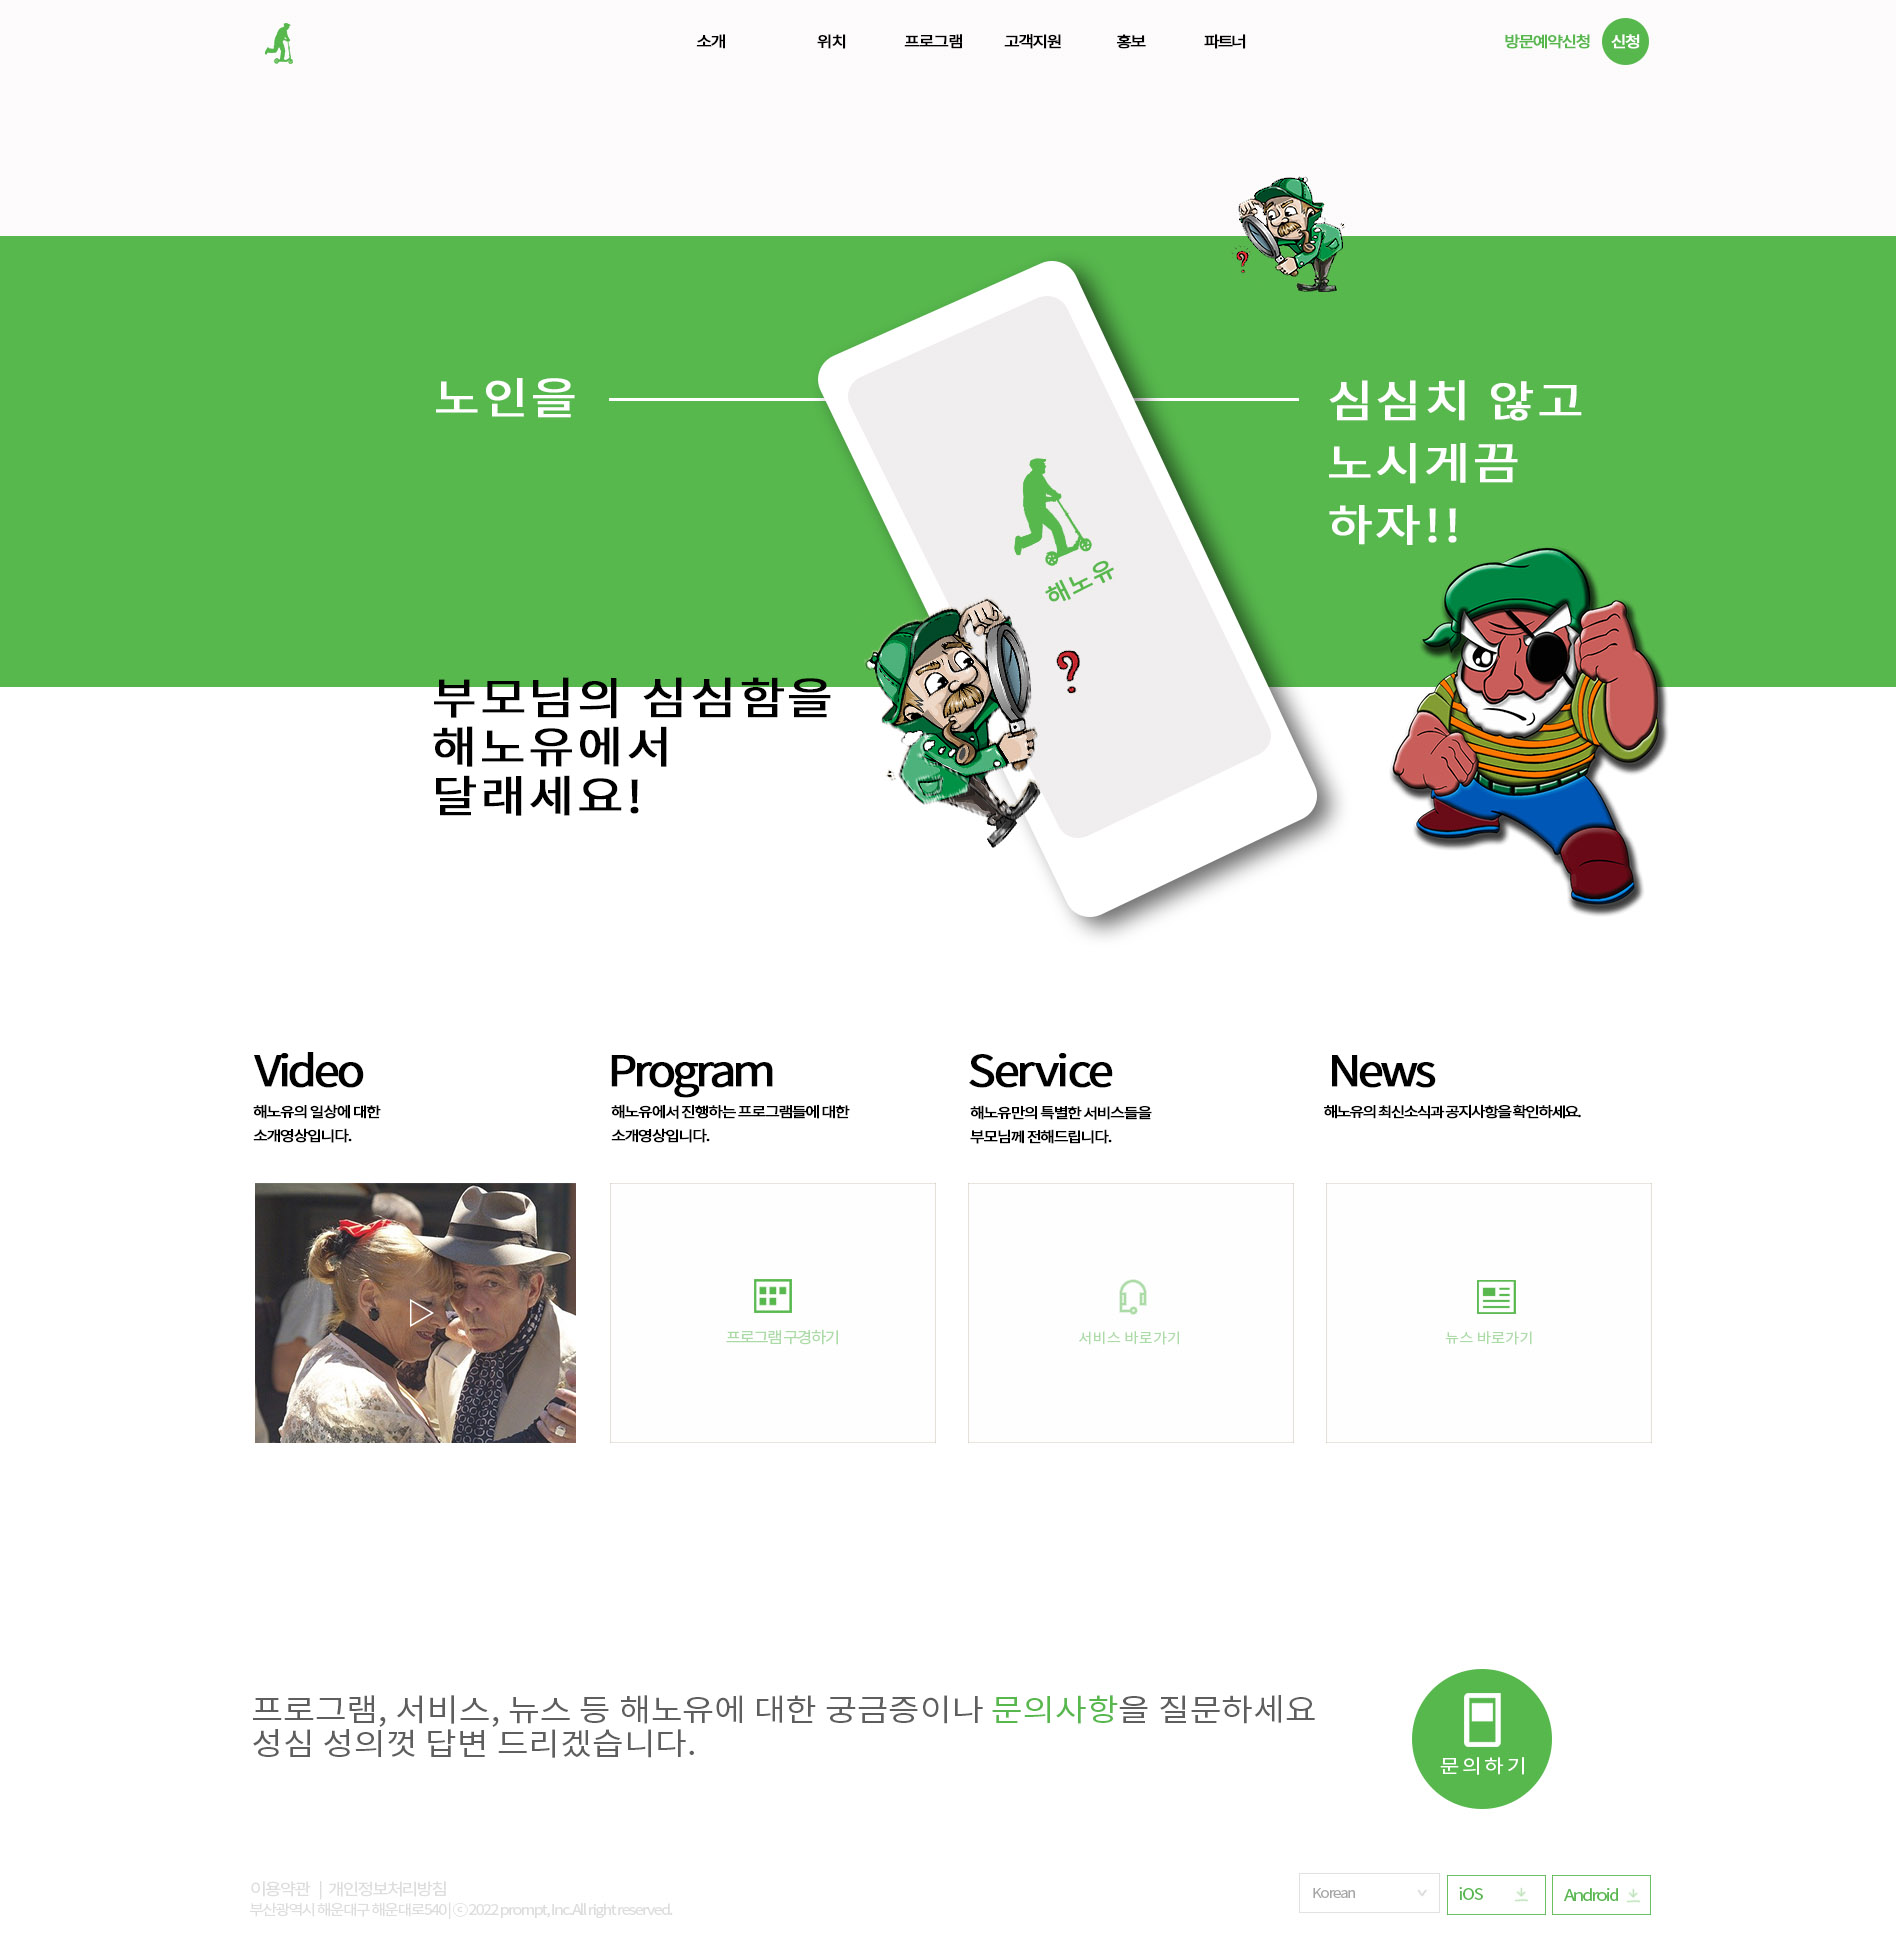 소개
위치
프로그램
고객지원
홍보
파트너
방문예약신청
신청
노인을
심심치 않고
노시게끔
하자!!
해노유
?
?
부모님의 심심함을
해노유에서
달래세요!
Video
해노유의 일상에 대한
소개영상입니다.
Program
해노유에서 진행하는 프로그램들에 대한
소개영상입니다.
Service
해노유만의 특별한 서비스들을
부모님께 전해드립니다.
News
해노유의 최신소식과 공지사항을 확인하세요.
프로그램구경하기
서비스 바로가기
뉴스 바로가기
프로그램, 서비스, 뉴스 등 해노유에 대한 궁금증이나 문의사항을 질문하세요
성심 성의껏 답변 드리겠습니다.
문의하기
이용약관 | 개인정보처리방침
부산광역시 해운대구 해운대로540 | ⓒ 2022 prompt, Inc.All right reserved.
Korean
iOS
Android